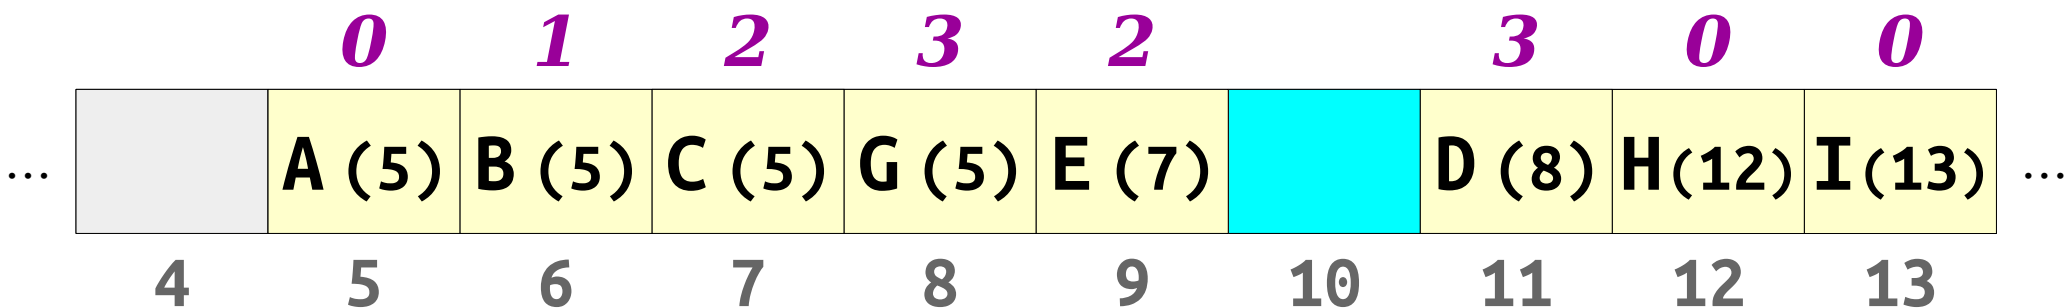 0 1 2 3 2 3 0 0
... A (5) B (5) C (5) G (5) E (7) D (8) H(12) I(13) ...
4 5 6 7 8 9 10 11 12 13